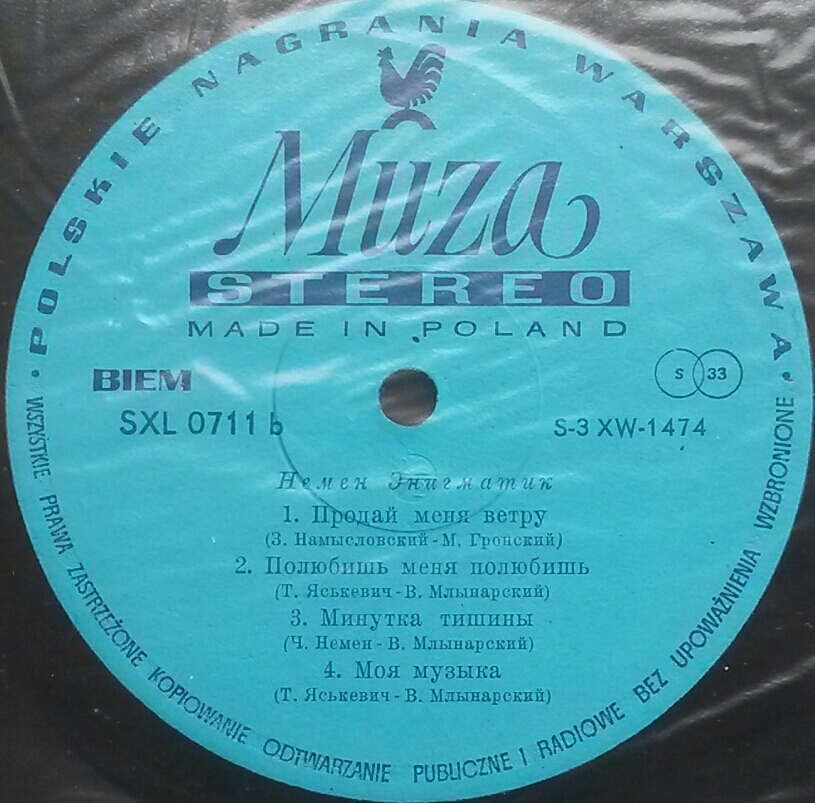 • POLSKIE NAGRANIA WARSZAWA •
Muza
STEREO
MADE IN POLAND
BIEM
S 33
SXL 0711 b
S-3 XW-1474
Немен Энигматик
1. Продай меня ветру
(З. Намысловский - М. Гронский)
2. Полюбишь меня полюбишь
(Т. Яськевич - В. Млынарский)
3. Минутка тишины
(Ч. Немен - В. Млынарский)
4. Моя музыка
(Т. Яськевич - В. Млынарский)
WSZYSTKIE PRAWA ZASTRZEŻONE KOPIOWANIE ODTWARZANIE PUBLICZNE I RADIOWE BEZ UPOWAŻNIENIA WZBRONIONE